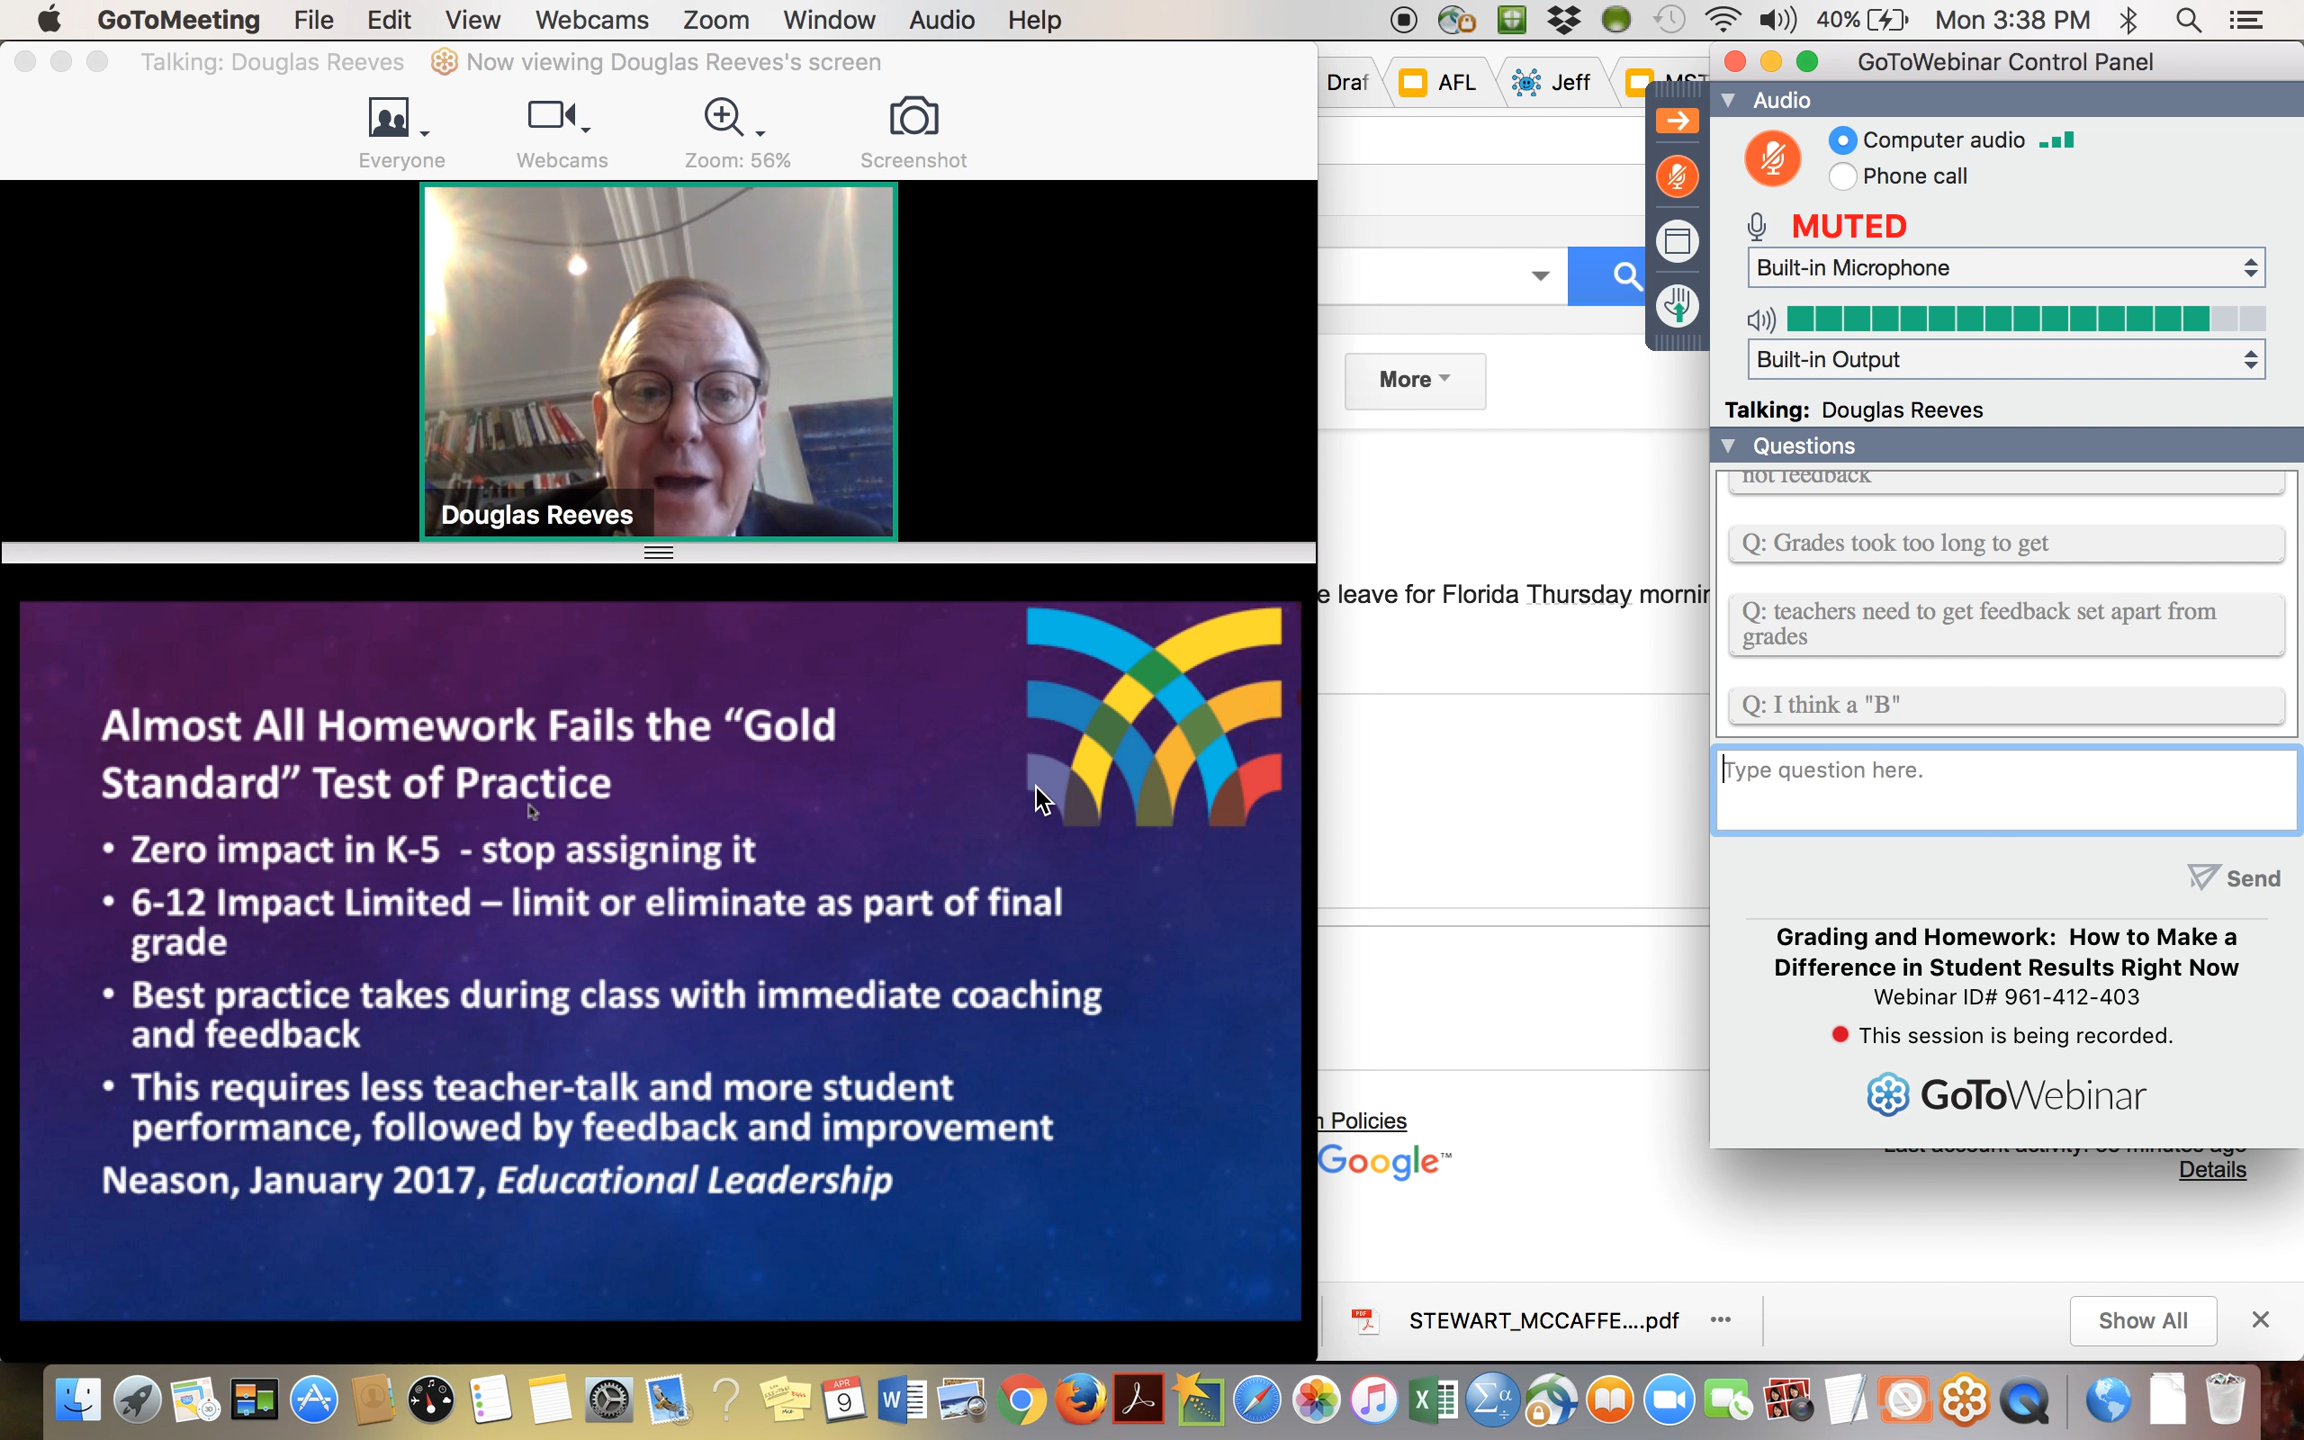 GoToMeeting File Edit View Webcams Zoom Window Audio Help
40% Mon 3:38 PM
Talking: Douglas Reeves Now viewing Douglas Reeves's screen
Everyone
Webcams
Zoom: 56%
Screenshot
Douglas Reeves
Almost All Homework Fails the “Gold
Standard” Test of Practice
• Zero impact in K-5 - stop assigning it
• 6-12 Impact Limited – limit or eliminate as part of final
grade
• Best practice takes during class with immediate coaching
and feedback
• This requires less teacher-talk and more student
performance, followed by feedback and improvement
Neason, January 2017, Educational Leadership
Draf
AFL
Jeff
More
e leave for Florida Thursday mornin
n Policies
Google™
Details
STEWART_MCCAFFE....pdf
Show All
GoToWebinar Control Panel
Audio
Computer audio
Phone call
MUTED
Built-in Microphone
Built-in Output
Talking: Douglas Reeves
Questions
not feedback
Q: Grades took too long to get
Q: teachers need to get feedback set apart from
grades
Q: I think a "B"
Type question here.
Send
Grading and Homework: How to Make a
Difference in Student Results Right Now
Webinar ID# 961-412-403
This session is being recorded.
GoToWebinar
APR
9